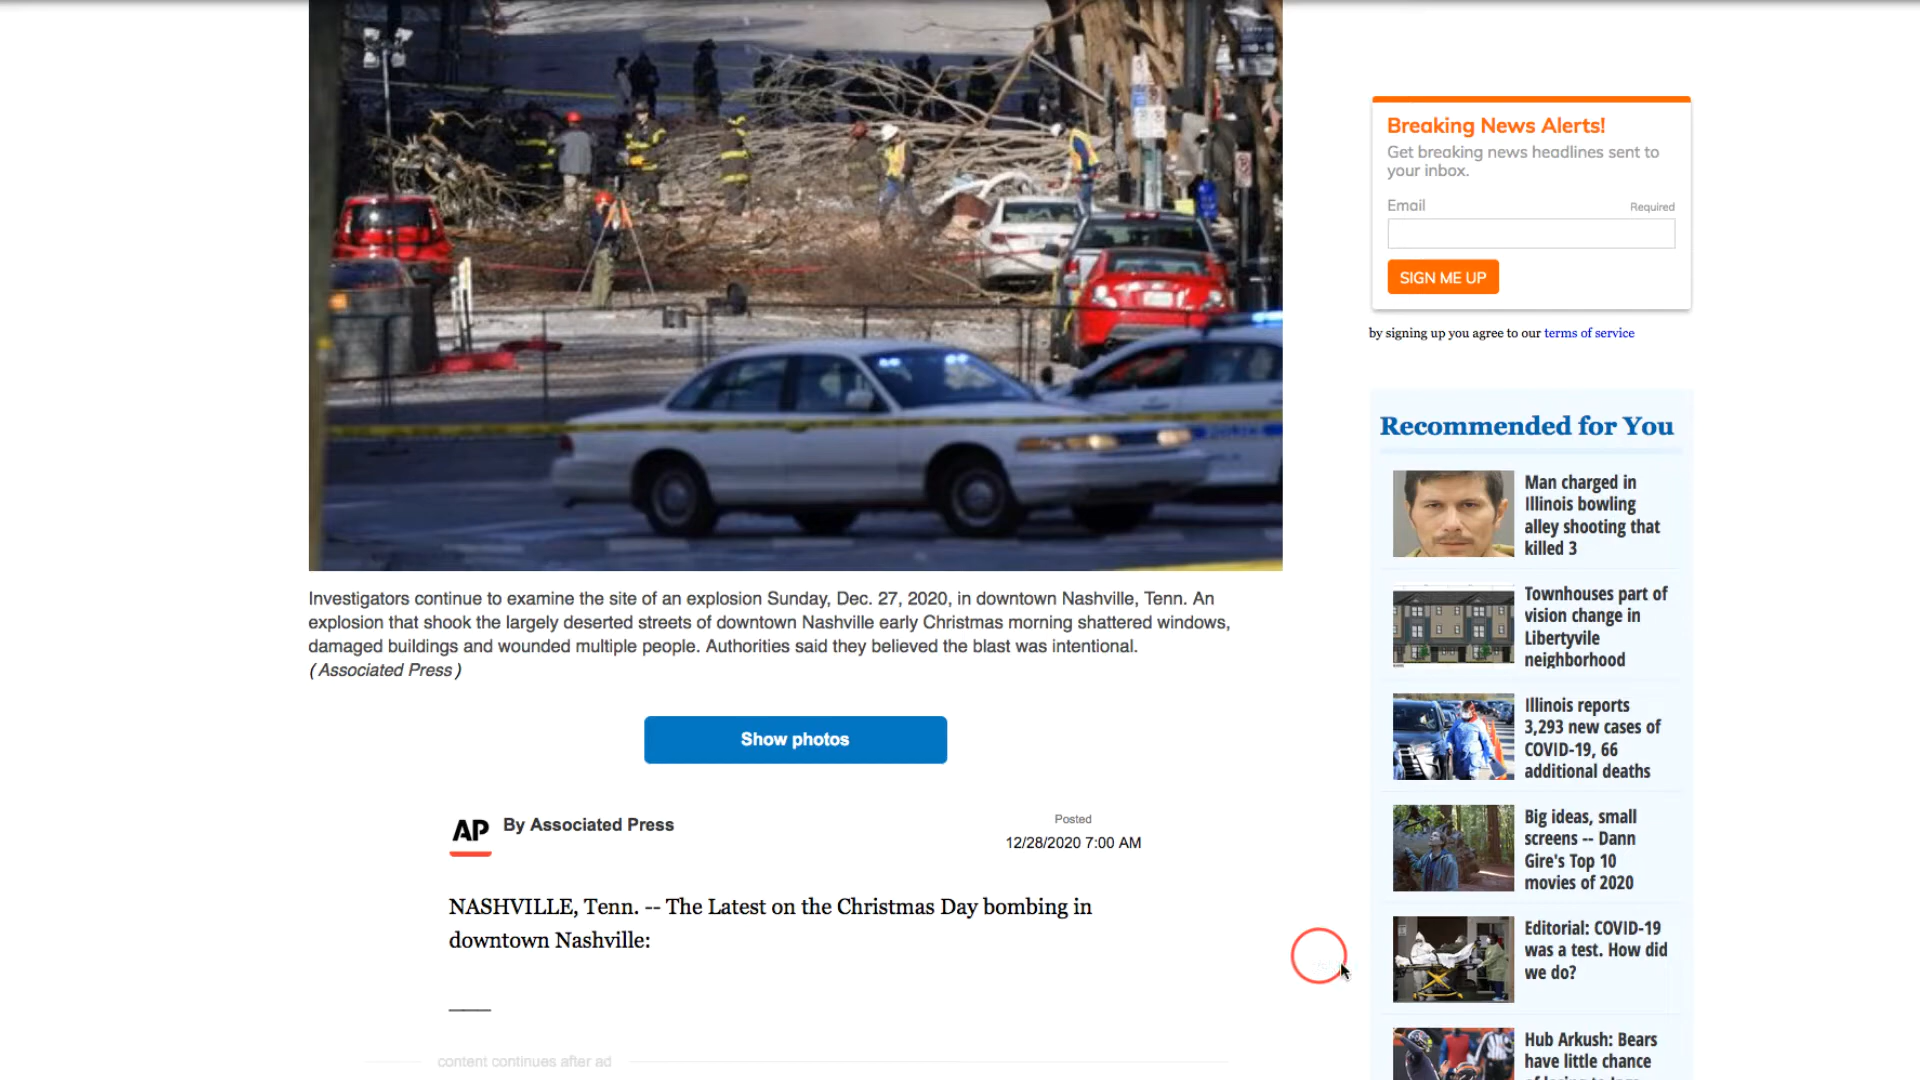 Investigators continue to examine the site of an explosion Sunday, Dec. 27, 2020, in downtown Nashville, Tenn. An
explosion that shook the largely deserted streets of downtown Nashville early Christmas morning shattered windows,
damaged buildings and wounded multiple people. Authorities said they believed the blast was intentional.
( Associated Press )
Show photos
AP
By Associated Press
Posted
12/28/2020 7:00 AM
NASHVILLE, Tenn. -- The Latest on the Christmas Day bombing in
downtown Nashville:
content continues after ad
Breaking News Alerts!
Get breaking news headlines sent to
your inbox.
Email
Required
SIGN ME UP
by signing up you agree to our terms of service
Recommended for You
Man charged in
Illinois bowling
alley shooting that
killed 3
Townhouses part of
vision change in
Libertyville
neighborhood
Illinois reports
3,293 new cases of
COVID-19, 66
additional deaths
Big ideas, small
screens -- Dann
Gire's Top 10
movies of 2020
Editorial: COVID-19
was a test. How did
we do?
Hub Arkush: Bears
have little chance